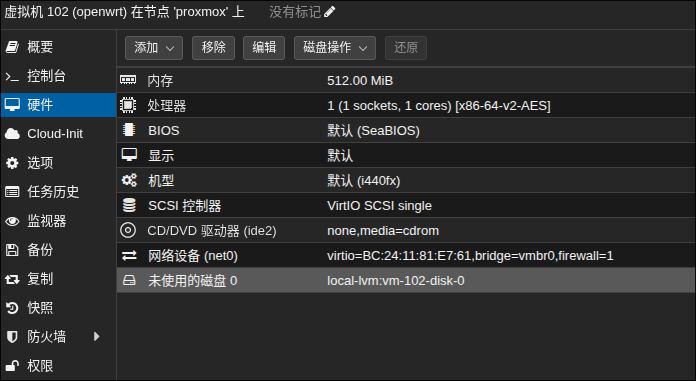 虚拟机 102 (openwrt) 在节点 'proxmox' 上 没有标记
概要
控制台
硬件
Cloud-Init
选项
任务历史
监视器
备份
复制
快照
防火墙
权限
添加 移除 编辑 磁盘操作 还原
内存 512.00 MiB
处理器 1 (1 sockets, 1 cores) [x86-64-v2-AES]
BIOS 默认 (SeaBIOS)
显示 默认
机型 默认 (i440fx)
SCSI 控制器 VirtIO SCSI single
CD/DVD 驱动器 (ide2) none,media=cdrom
网络设备 (net0) virtio=BC:24:11:81:E7:61,bridge=vmbr0,firewall=1
未使用的磁盘 0 local-lvm:vm-102-disk-0